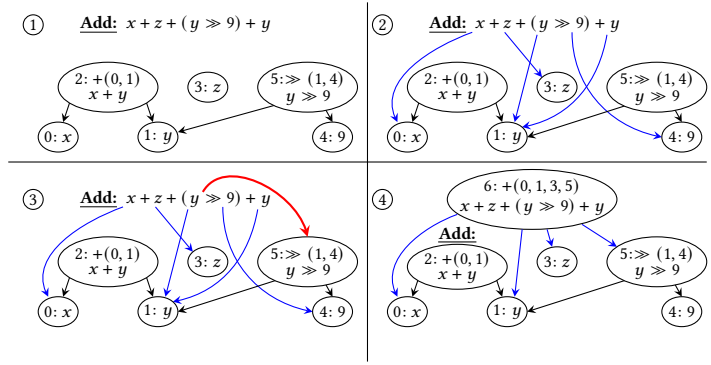 1 Add: x + z + (y ≫ 9) + y
2: +(0, 1)
x + y
3: z
5:≫ (1, 4)
y ≫ 9
0: x
1: y
4: 9
2 Add: x + z + (y ≫ 9) + y
2: +(0, 1)
x + y
3: z
5:≫ (1, 4)
y ≫ 9
0: x
1: y
4: 9
3 Add: x + z + (y ≫ 9) + y
2: +(0, 1)
x + y
3: z
5:≫ (1, 4)
y ≫ 9
0: x
1: y
4: 9
4
6: +(0, 1, 3, 5)
x + z + (y ≫ 9) + y
Add:
2: +(0, 1)
x + y
3: z
5:≫ (1, 4)
y ≫ 9
0: x
1: y
4: 9